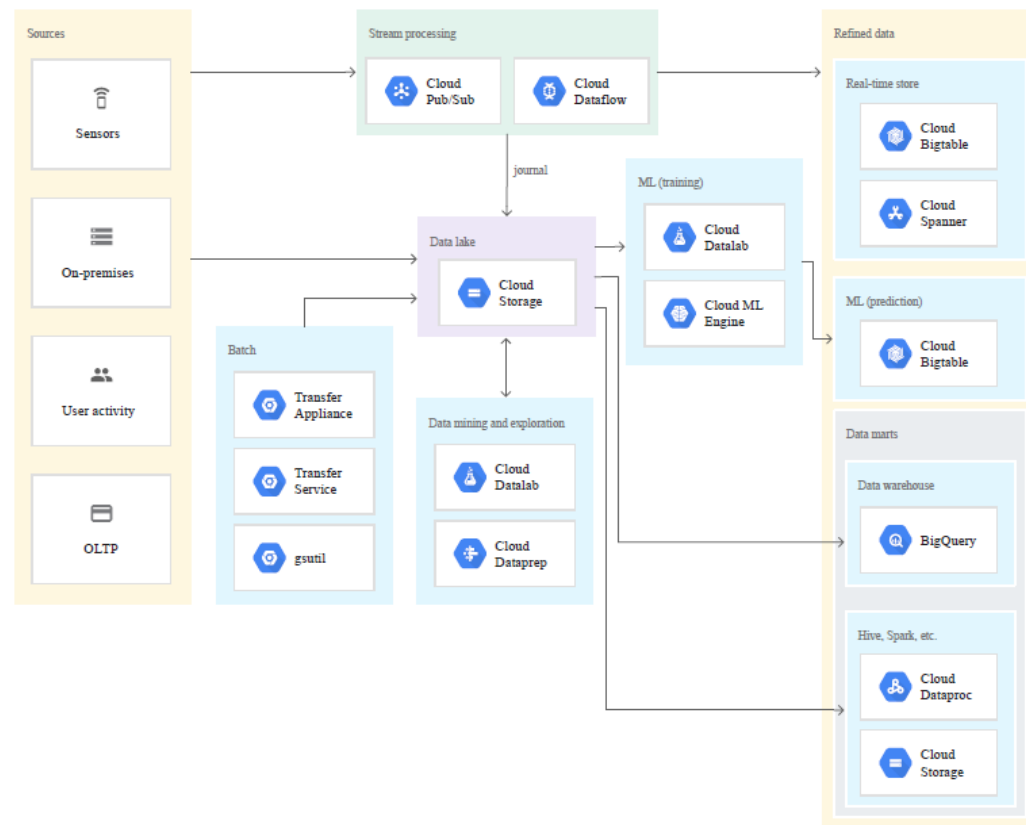 Sources
Sensors
On-premises
User activity
OLTP
Stream processing
Cloud
Pub/Sub
Cloud
Dataflow
journal
Data lake
Cloud
Storage
Batch
Transfer
Appliance
Transfer
Service
gsutil
Data mining and exploration
Cloud
Datalab
Cloud
Dataprep
ML (training)
Cloud
Datalab
Cloud ML
Engine
Refined data
Real-time store
Cloud
Bigtable
Cloud
Spanner
ML (prediction)
Cloud
Bigtable
Data marts
Data warehouse
BigQuery
Hive, Spark, etc.
Cloud
Dataproc
Cloud
Storage